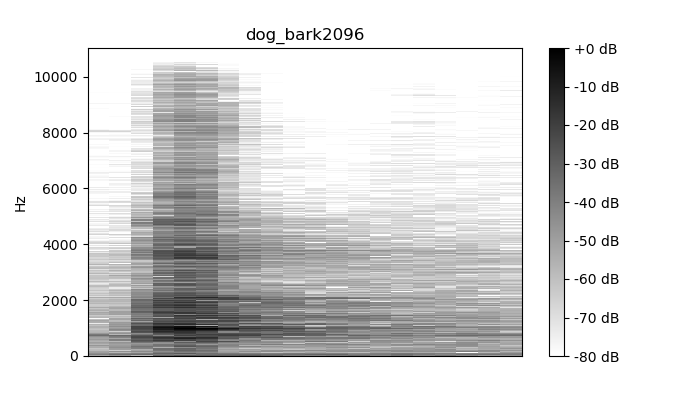 dog_bark2096
Hz
10000
8000
6000
4000
2000
0
+0 dB
-10 dB
-20 dB
-30 dB
-40 dB
-50 dB
-60 dB
-70 dB
-80 dB